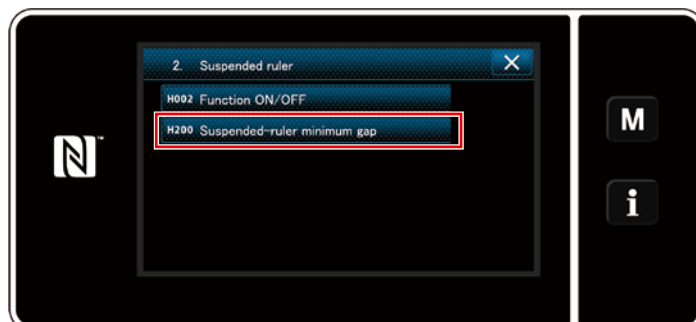 2. Suspended ruler
H002 Function ON/OFF
H200 Suspended-ruler minimum gap
M
i